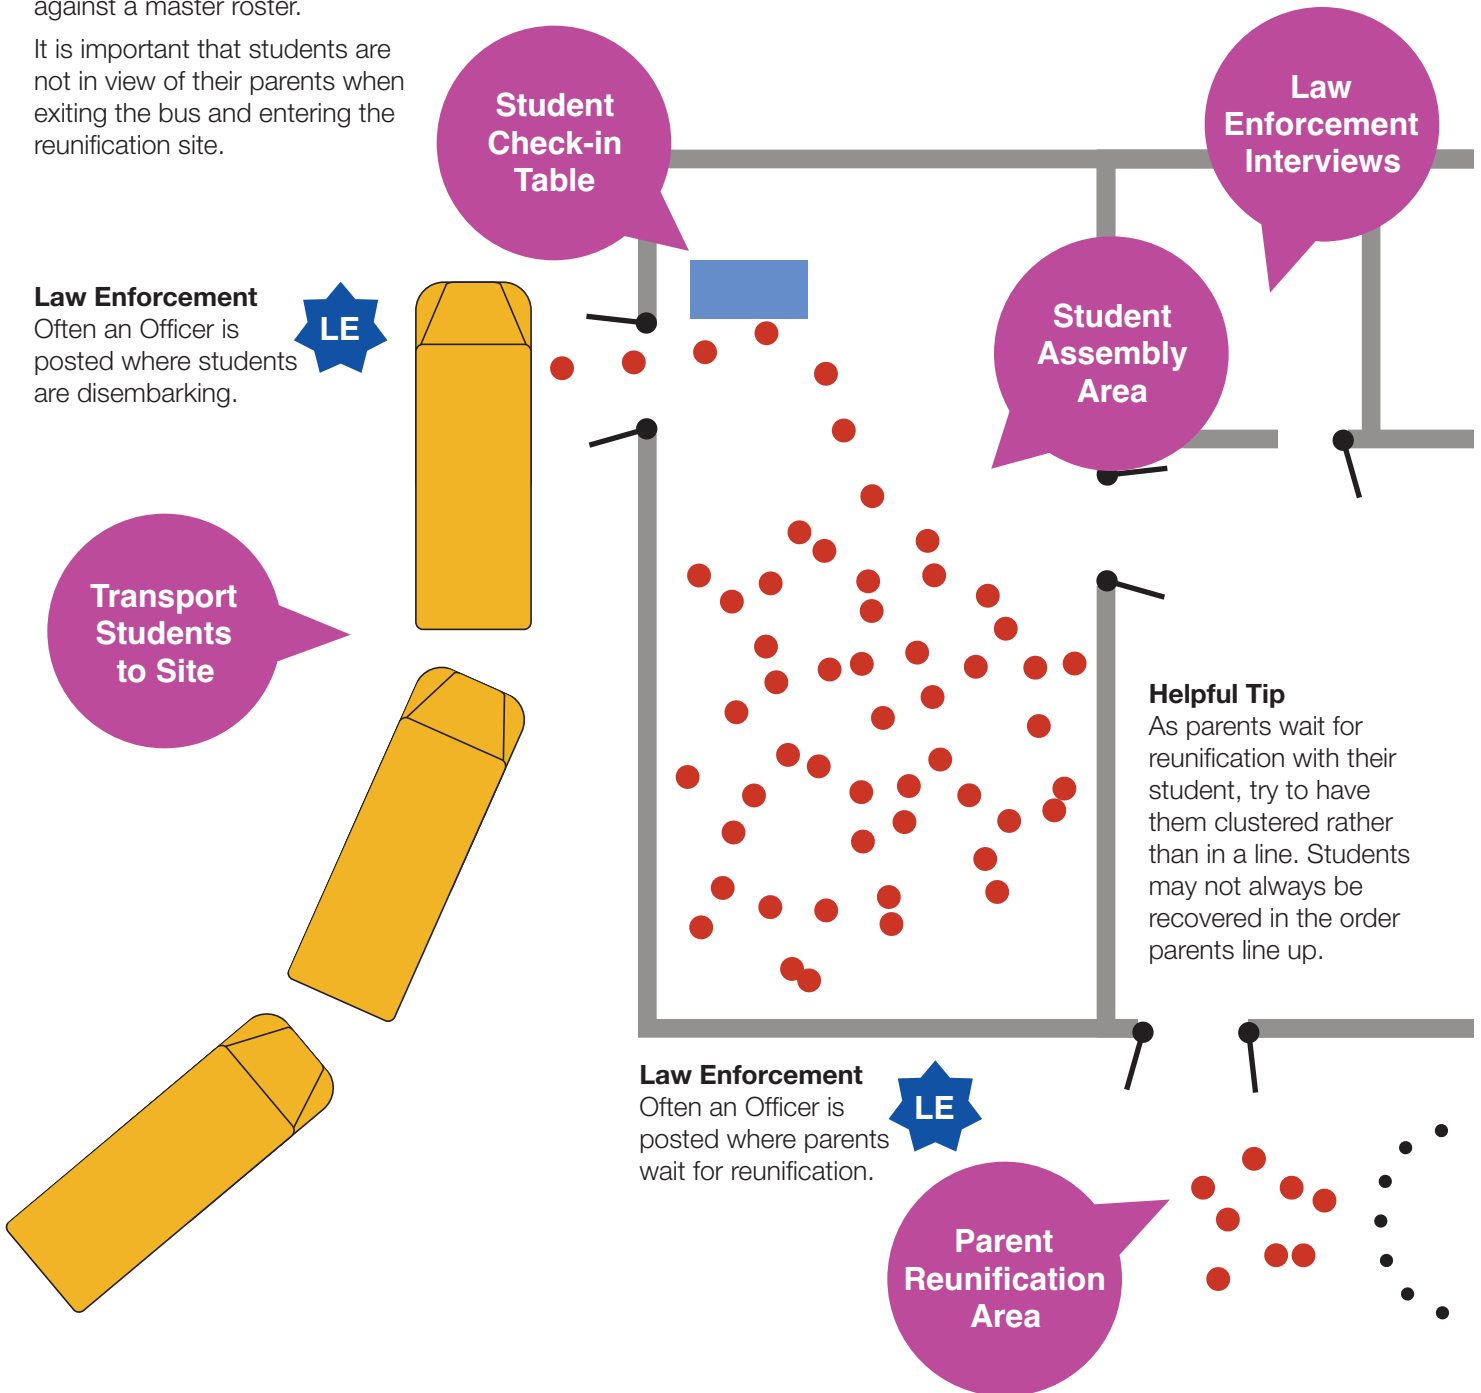 against a master roster.
It is important that students are
not in view of their parents when
exiting the bus and entering the
reunification site.
Student
Check-in
Table
Law
Enforcement
Interviews
Law Enforcement
Often an Officer is
posted where students
are disembarking.
LE
Student
Assembly
Area
Transport
Students
to Site
Helpful Tip
As parents wait for
reunification with their
student, try to have
them clustered rather
than in a line. Students
may not always be
recovered in the order
parents line up.
Law Enforcement
Often an Officer is
posted where parents
wait for reunification.
LE
Parent
Reunification
Area